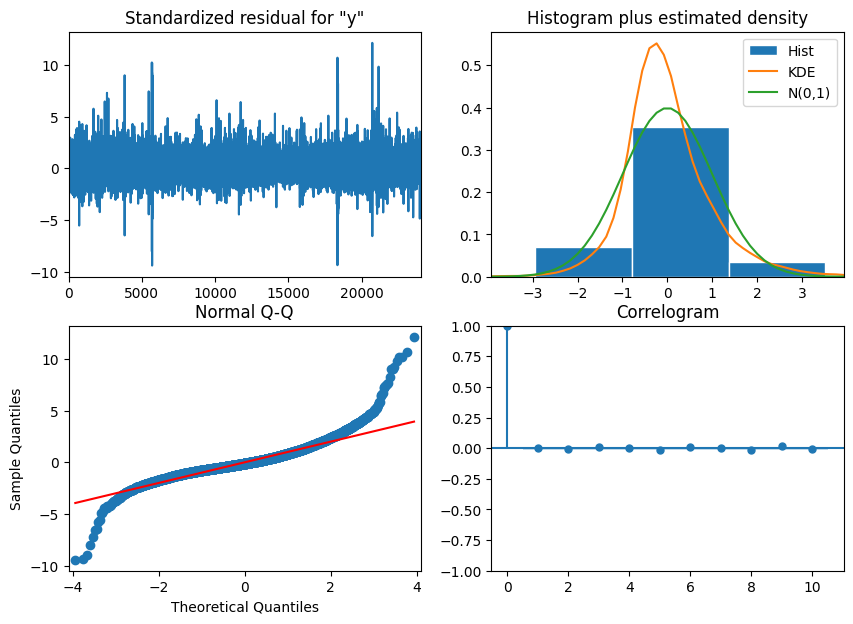 Standardized residual for "y"
10
5
0
−5
−10
0 5000 10000 15000 20000
Histogram plus estimated density
Hist
KDE
N(0,1)
0.5
0.4
0.3
0.2
0.1
0.0
−3 −2 −1 0 1 2 3
Normal Q-Q
Sample Quantiles
10
5
0
−5
−10
−4 −2 0 2 4
Theoretical Quantiles
Correlogram
1.00
0.75
0.50
0.25
0.00
−0.25
−0.50
−0.75
−1.00
0 2 4 6 8 10